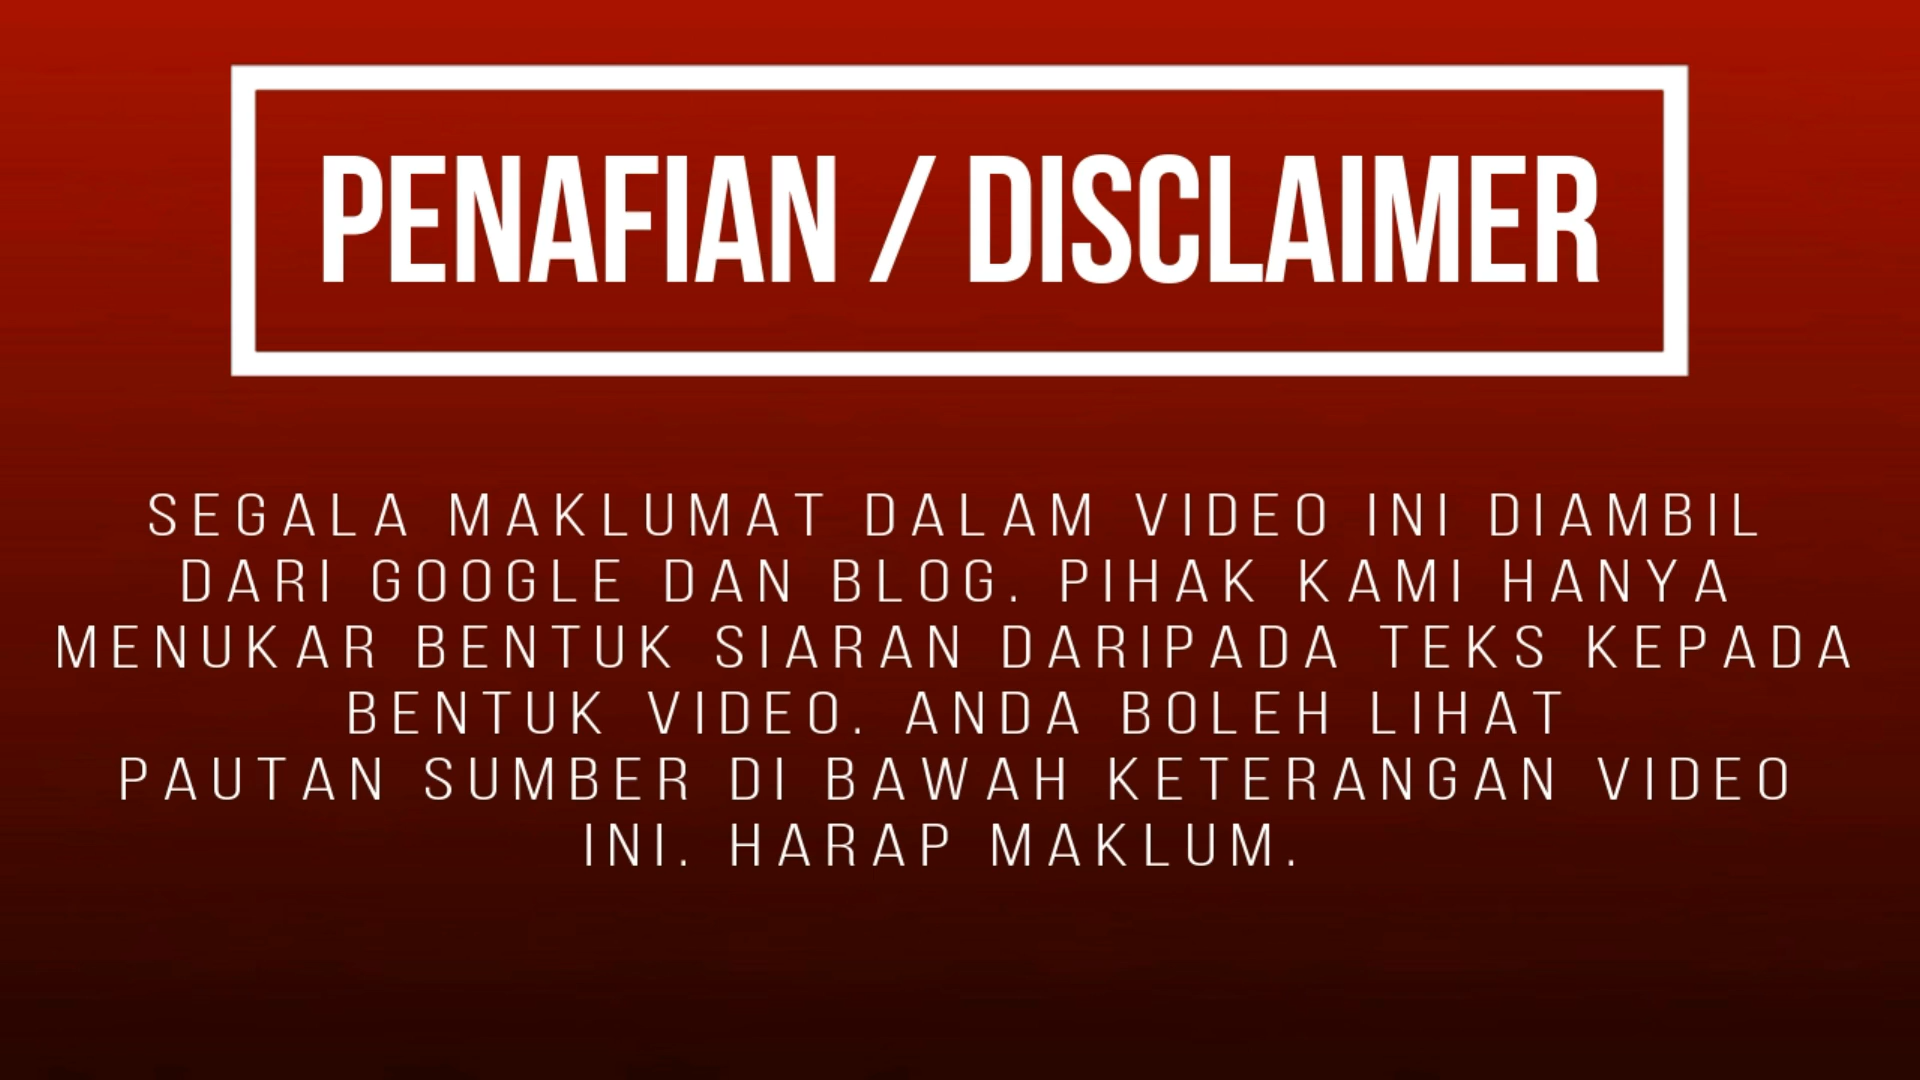 PENAFIAN / DISCLAIMER
SEGALA MAKLUMAT DALAM VIDEO INI DIAMBIL
DARI GOOGLE DAN BLOG. PIHAK KAMI HANYA
MENUKAR BENTUK SIARAN DARIPADA TEKS KEPADA
BENTUK VIDEO. ANDA BOLEH LIHAT
PAUTAN SUMBER DI BAWAH KETERANGAN VIDEO
INI. HARAP MAKLUM.